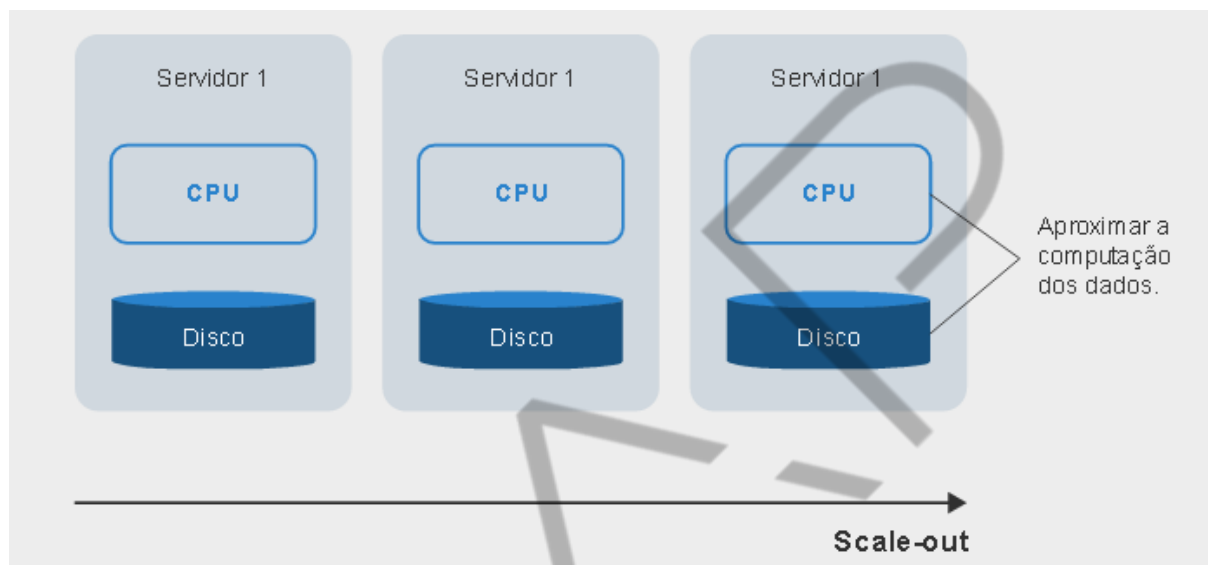 Servidor 1
Servidor 1
Servidor 1
CPU
CPU
CPU
Aproximar a
computação
dos dados.
Disco
Disco
Disco
Scale-out